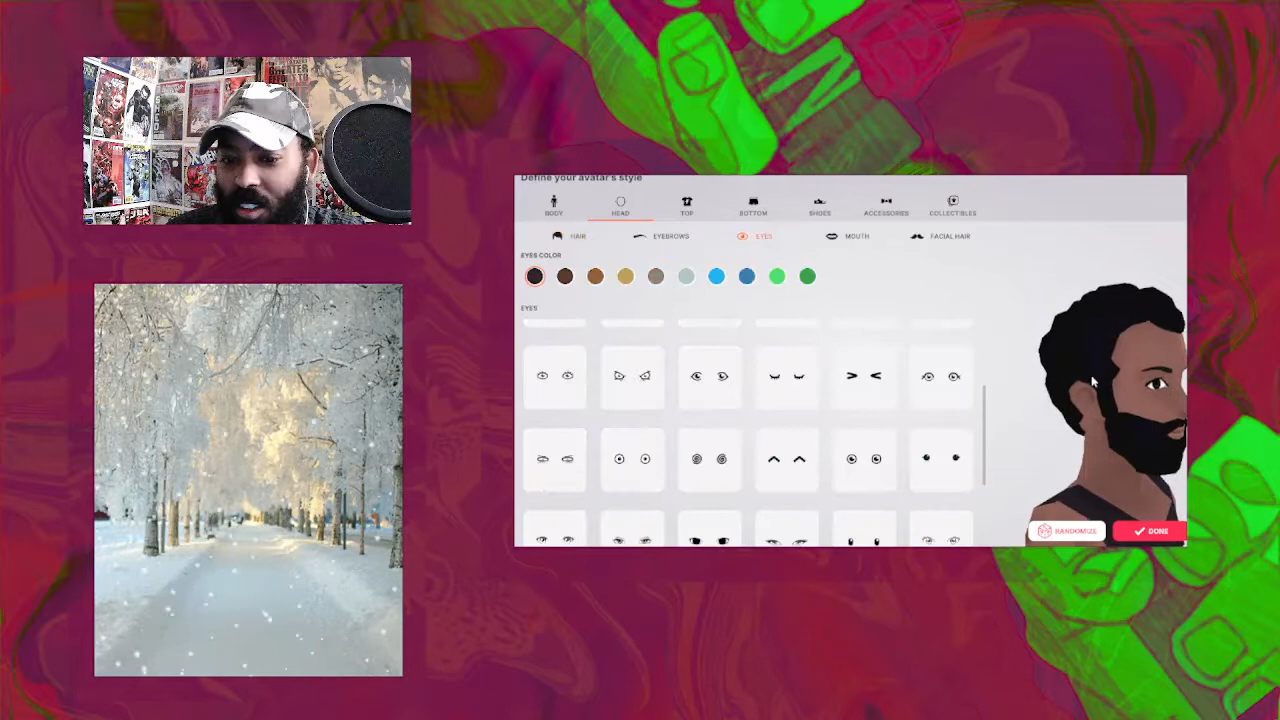 Define your avatar's style
BODY HEAD TOP BOTTOM SHOES ACCESSORIES COLLECTIBLES
HAIR EYEBROWS EYES MOUTH FACIAL HAIR
EYES COLOR
EYES
RANDOMIZE DONE